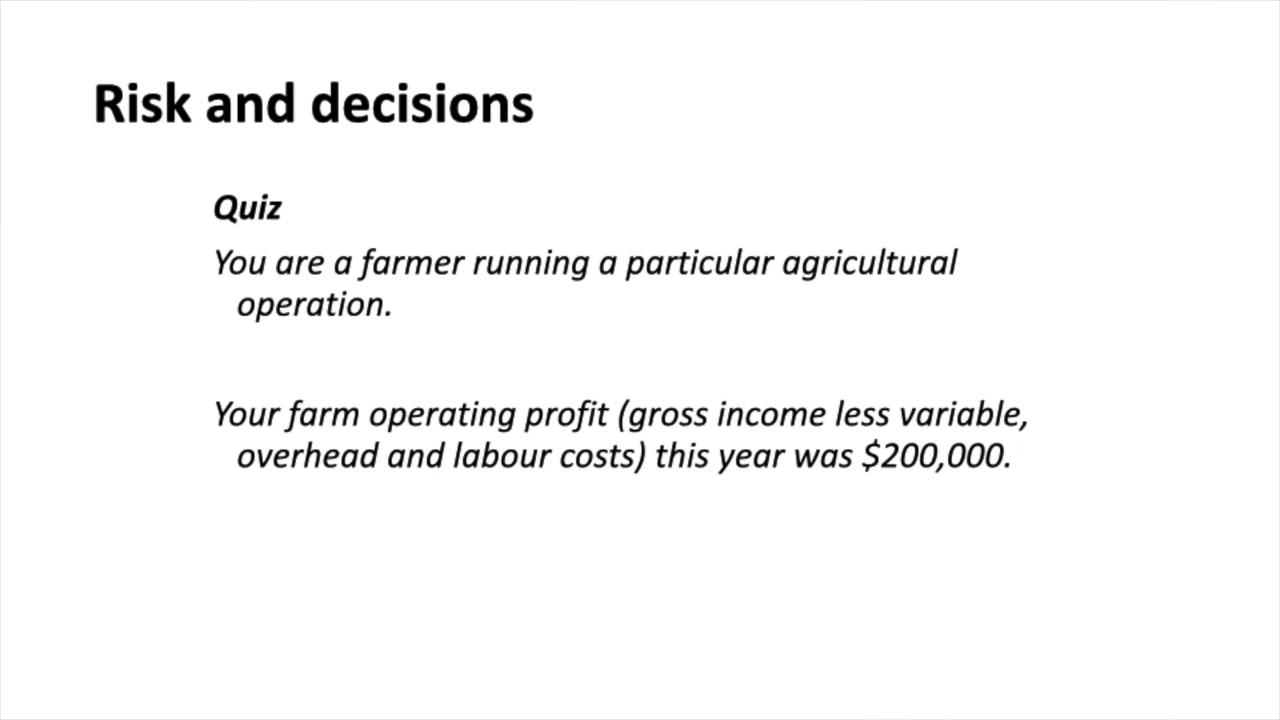 Risk and decisions
Quiz
You are a farmer running a particular agricultural
operation.
Your farm operating profit (gross income less variable,
overhead and labour costs) this year was $200,000.